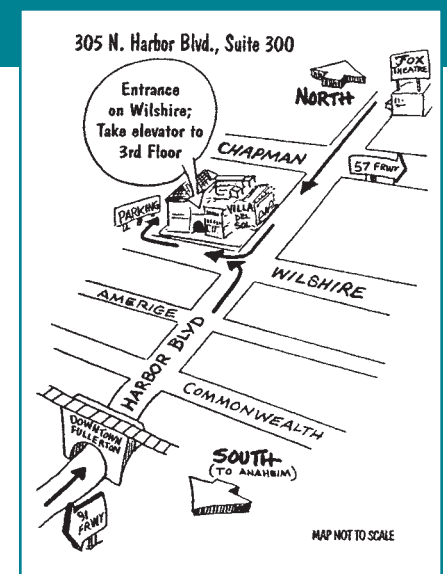 305 N. Harbor Blvd., Suite 300
Entrance
on Wilshire;
Take elevator to
3rd Floor
NORTH
FOX
THEATRE
CHAPMAN
57 FRWY
PARKING
VILLA
DEL
SOL
WILSHIRE
AMERIGE
HARBOR BLVD
COMMONWEALTH
DOWNTOWN
FULLERTON
SOUTH
(TO ANAHEIM)
91
FRWY
MAP NOT TO SCALE